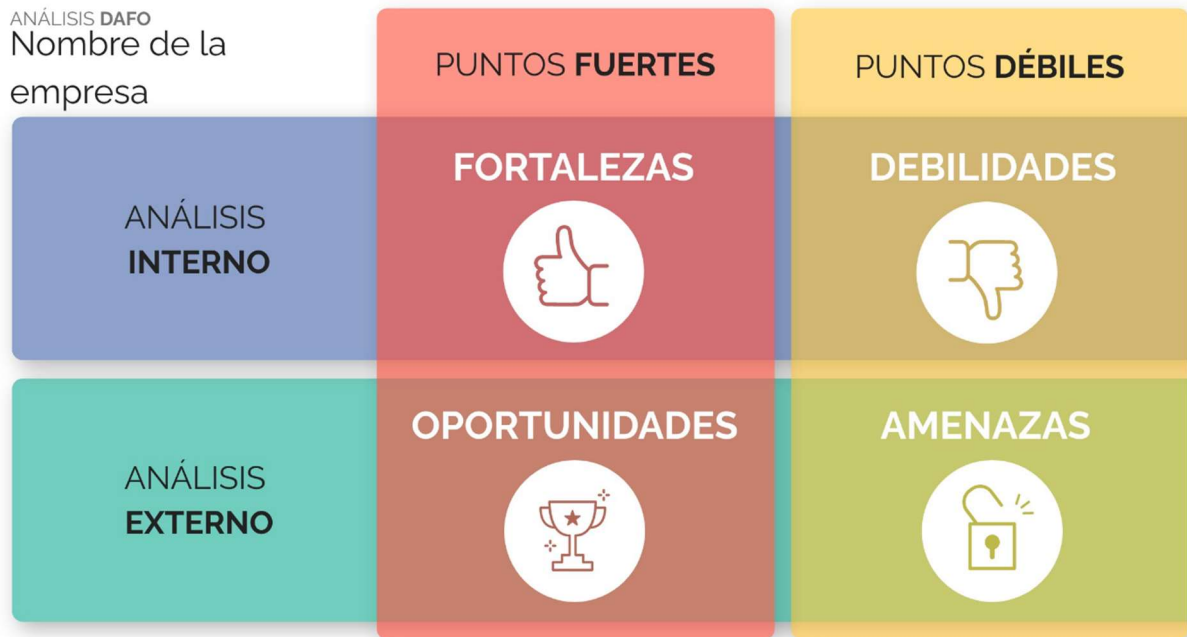 ANÁLISIS DAFO
Nombre de la
empresa
PUNTOS FUERTES
PUNTOS DÉBILES
ANÁLISIS
INTERNO
FORTALEZAS
DEBILIDADES
ANÁLISIS
EXTERNO
OPORTUNIDADES
AMENAZAS